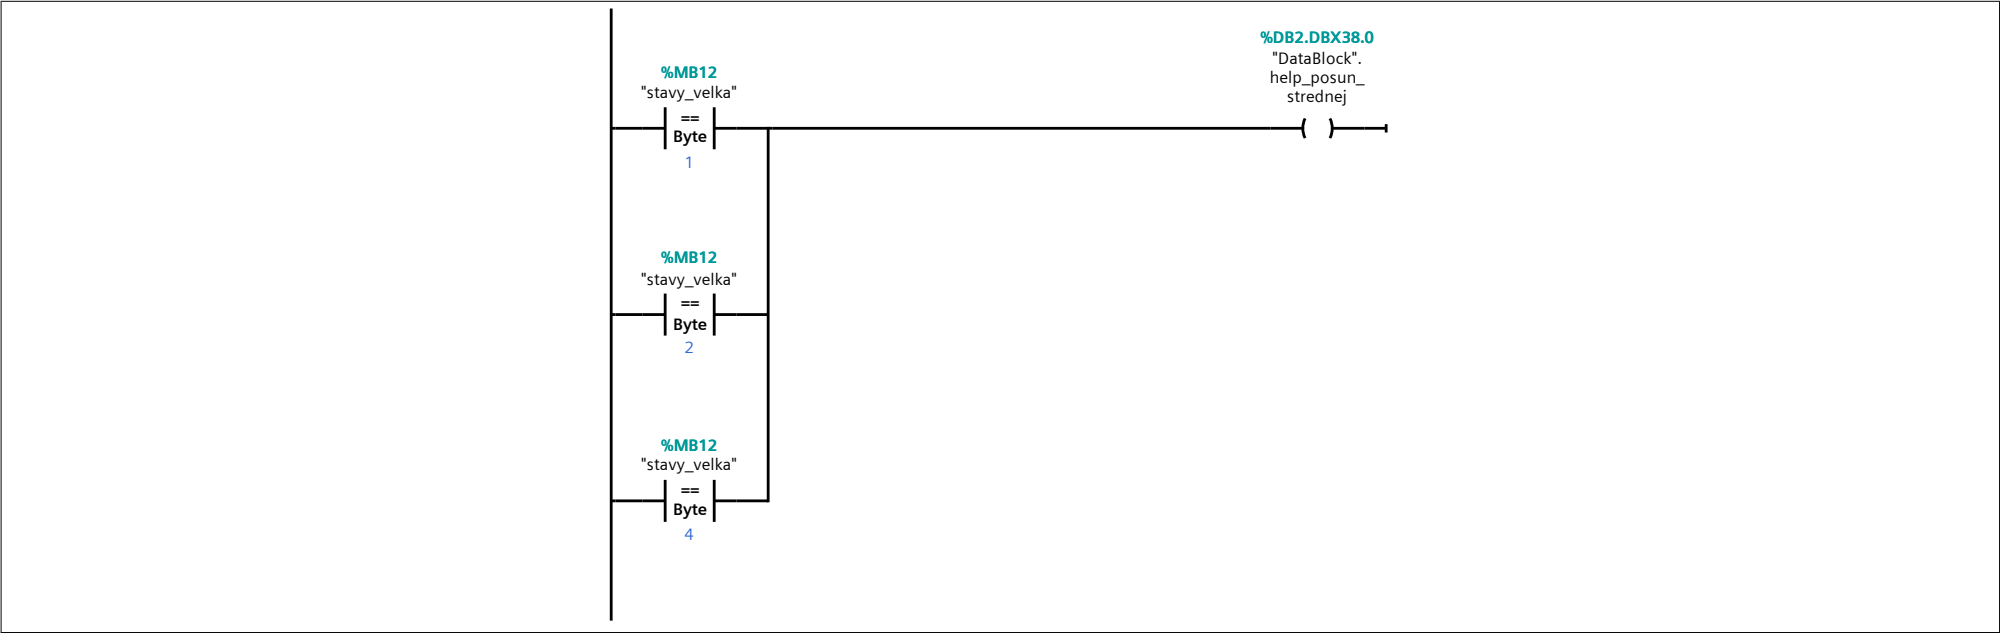 %DB2.DBX38.0
"DataBlock".
help_posun_
strednej
%MB12
"stavy_velka"
==
Byte
1
%MB12
"stavy_velka"
==
Byte
2
%MB12
"stavy_velka"
==
Byte
4